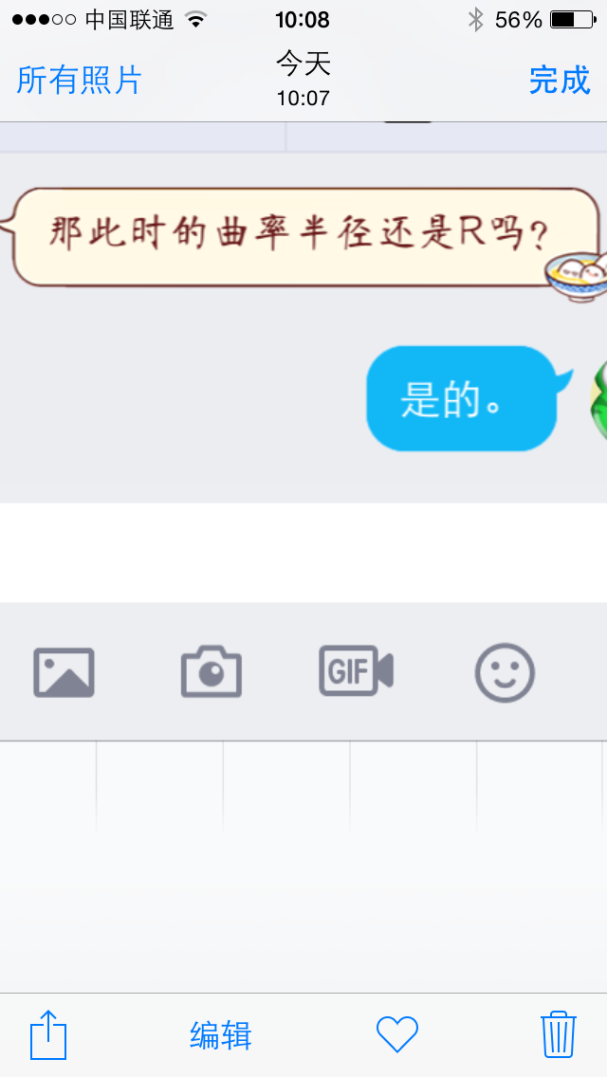 中国联通 10:08 56%
所有照片 今天 完成
10:07
那此时的曲率半径还是R吗?
是的。
GIF
编辑